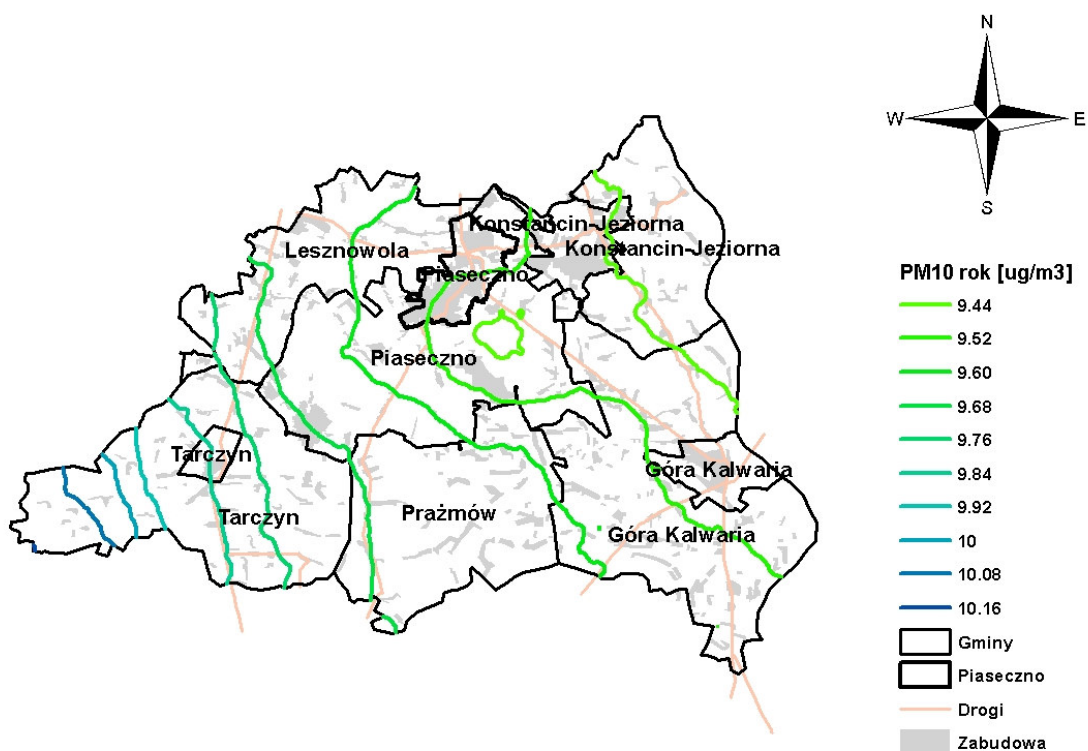 N
W
E
S
Konstancin-Jeziorna
Lesznowola
Konstancin-Jeziorna
Piaseczno
Piaseczno
Tarczyn
Góra Kalwaria
Prażmów
Tarczyn
Góra Kalwaria
PM10 rok [ug/m3]
9.44
9.52
9.60
9.68
9.76
9.84
9.92
10
10.08
10.16
Gminy
Piaseczno
Drogi
Zabudowa